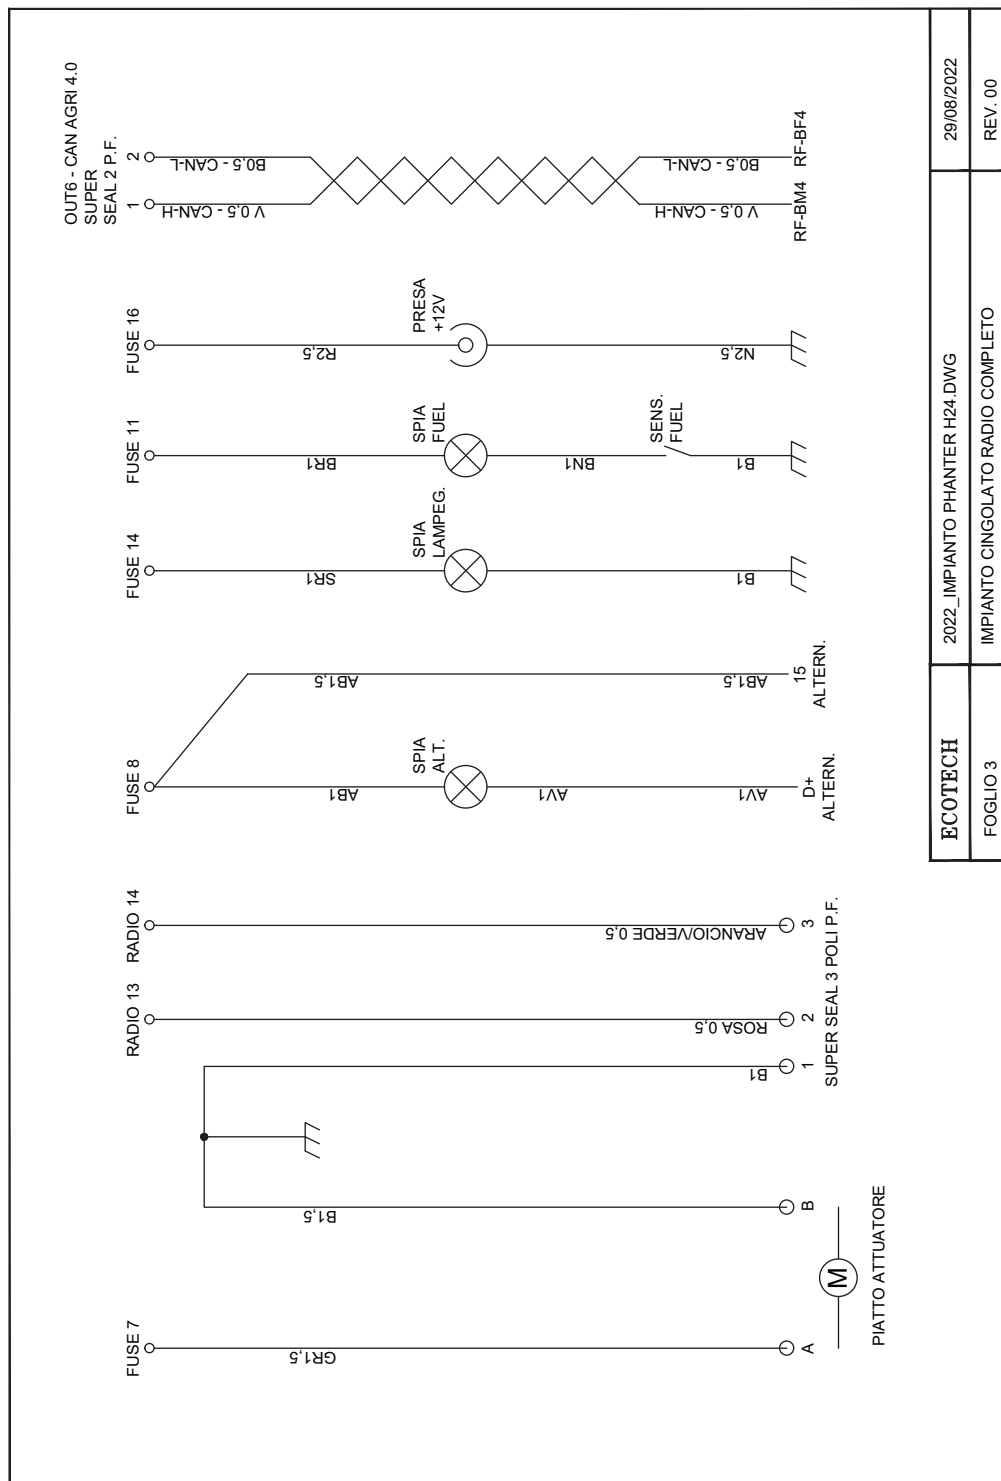 FUSE 7
GR1,5
A
B1,5
B
M
PIATTO ATTUATORE
B1
1
RADIO 13
ROSA 0,5
2
RADIO 14
ARANCIO/VERDE 0,5
3
SUPER SEAL 3 POLI P.F.
FUSE 8
AB1
SPIA
ALT.
AV1
AV1
D+
ALTERN.
AB1,5
AB1,5
15
ALTERN.
FUSE 14
SR1
SPIA
LAMPEG.
B1
FUSE 11
BR1
SPIA
FUEL
BN1
SENS.
FUEL
B1
FUSE 16
R2,5
PRESA
+12V
N2,5
OUT6 - CAN AGRI 4.0
SUPER
SEAL 2 P.F.
1
2
V 0,5 - CAN-H
B0,5 - CAN-L
V 0,5 - CAN-H
B0,5 - CAN-L
RF-BM4
RF-BF4
ECOTECH
2022_IMPIANTO PHANTER H24.DWG
29/08/2022
FOGLIO 3
IMPIANTO CINGOLATO RADIO COMPLETO
REV. 00